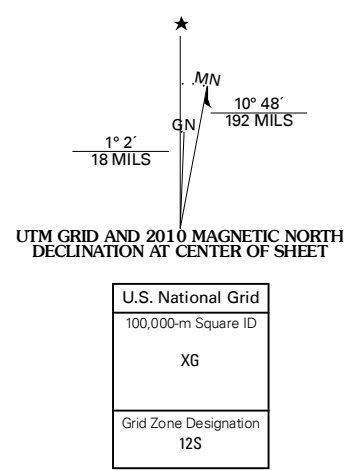 MN
10° 48´
192 MILS
GN
1° 2´
18 MILS
UTM GRID AND 2010 MAGNETIC NORTH
DECLINATION AT CENTER OF SHEET
U.S. National Grid
100,000-m Square ID
XG
Grid Zone Designation
12S